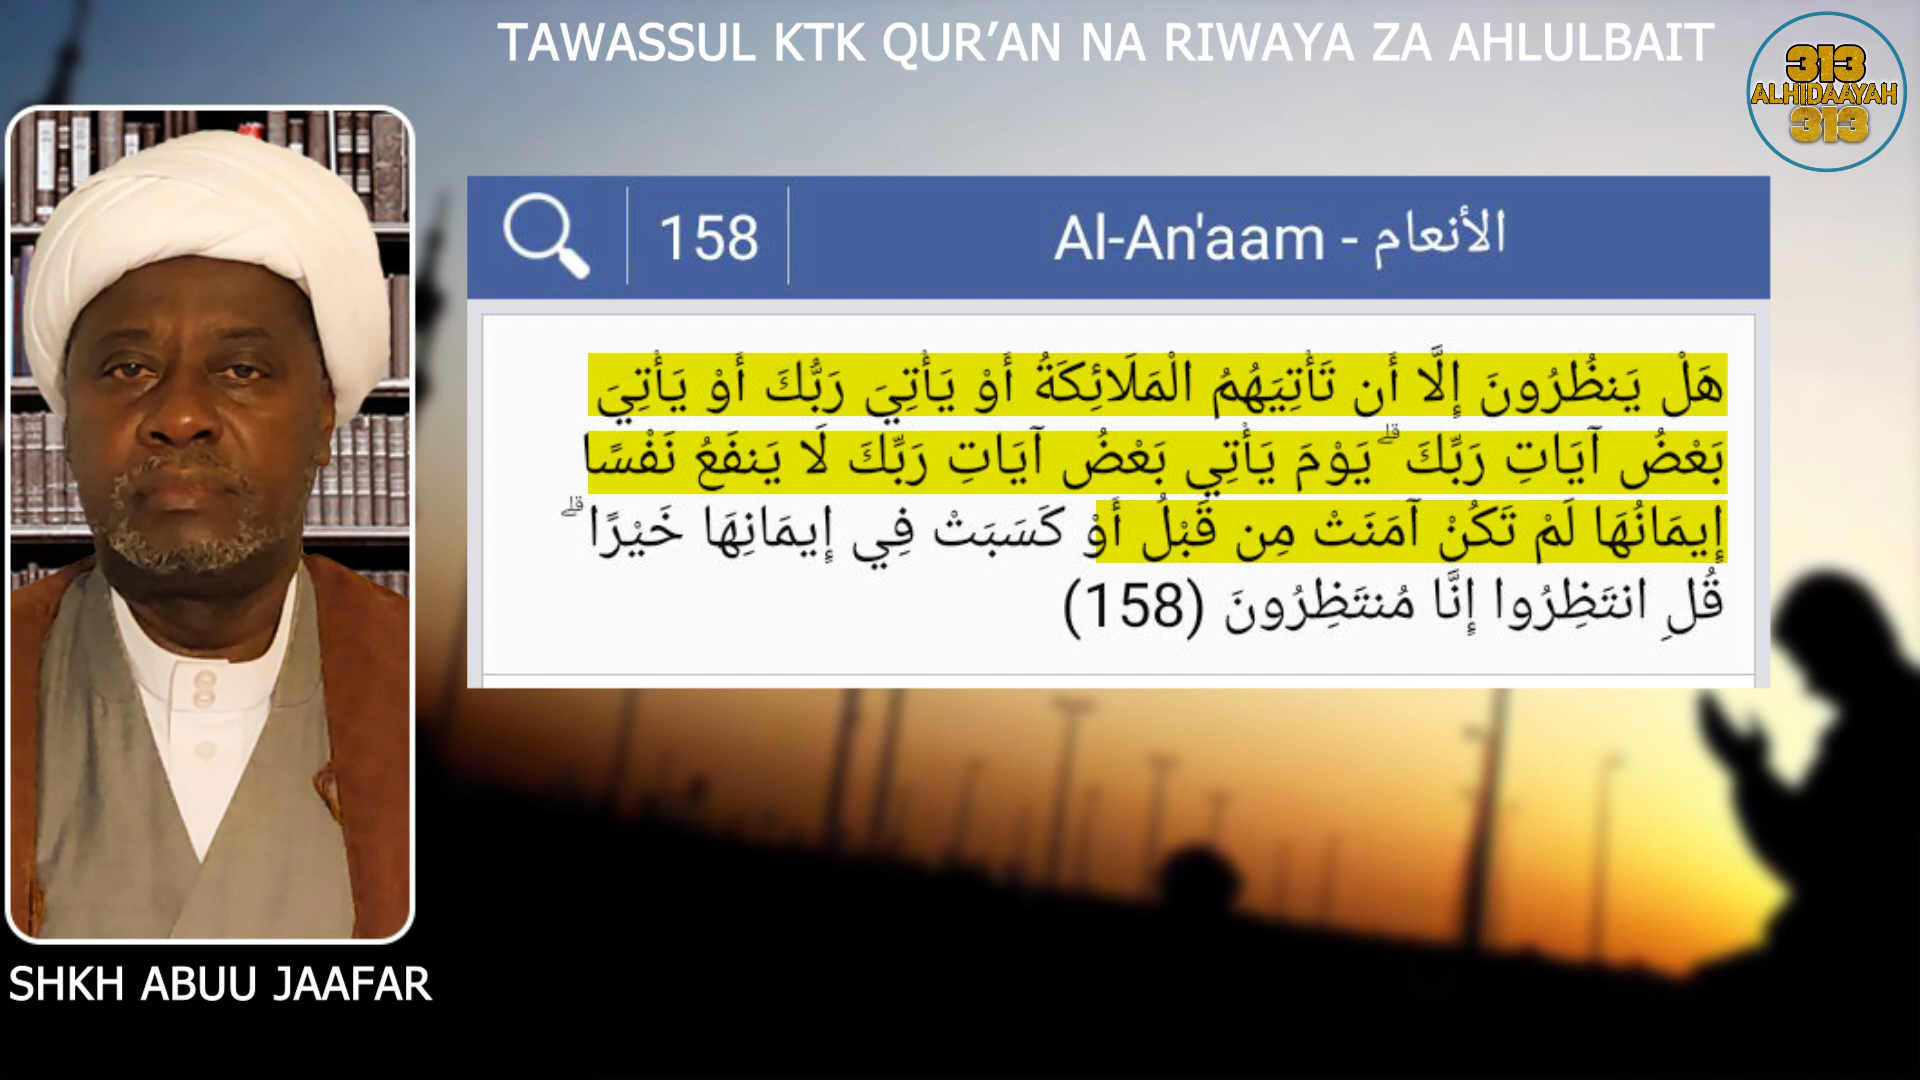 TAWASSUL KTK QUR’AN NA RIWAYA ZA AHLULBAIT
313
ALHIDAAYAH
313
158
Al-An'aam - الأنعام
هَلْ يَنظُرُونَ إِلَّا أَن تَأْتِيَهُمُ الْمَلَائِكَةُ أَوْ يَأْتِيَ رَبُّكَ أَوْ يَأْتِيَ
بَعْضُ آيَاتِ رَبِّكَ ۗ يَوْمَ يَأْتِي بَعْضُ آيَاتِ رَبِّكَ لَا يَنفَعُ نَفْسًا
إِيمَانُهَا لَمْ تَكُنْ آمَنَتْ مِن قَبْلُ أَوْ كَسَبَتْ فِي إِيمَانِهَا خَيْرًا ۗ
قُلِ انتَظِرُوا إِنَّا مُنتَظِرُونَ (158)
SHKH ABUU JAAFAR